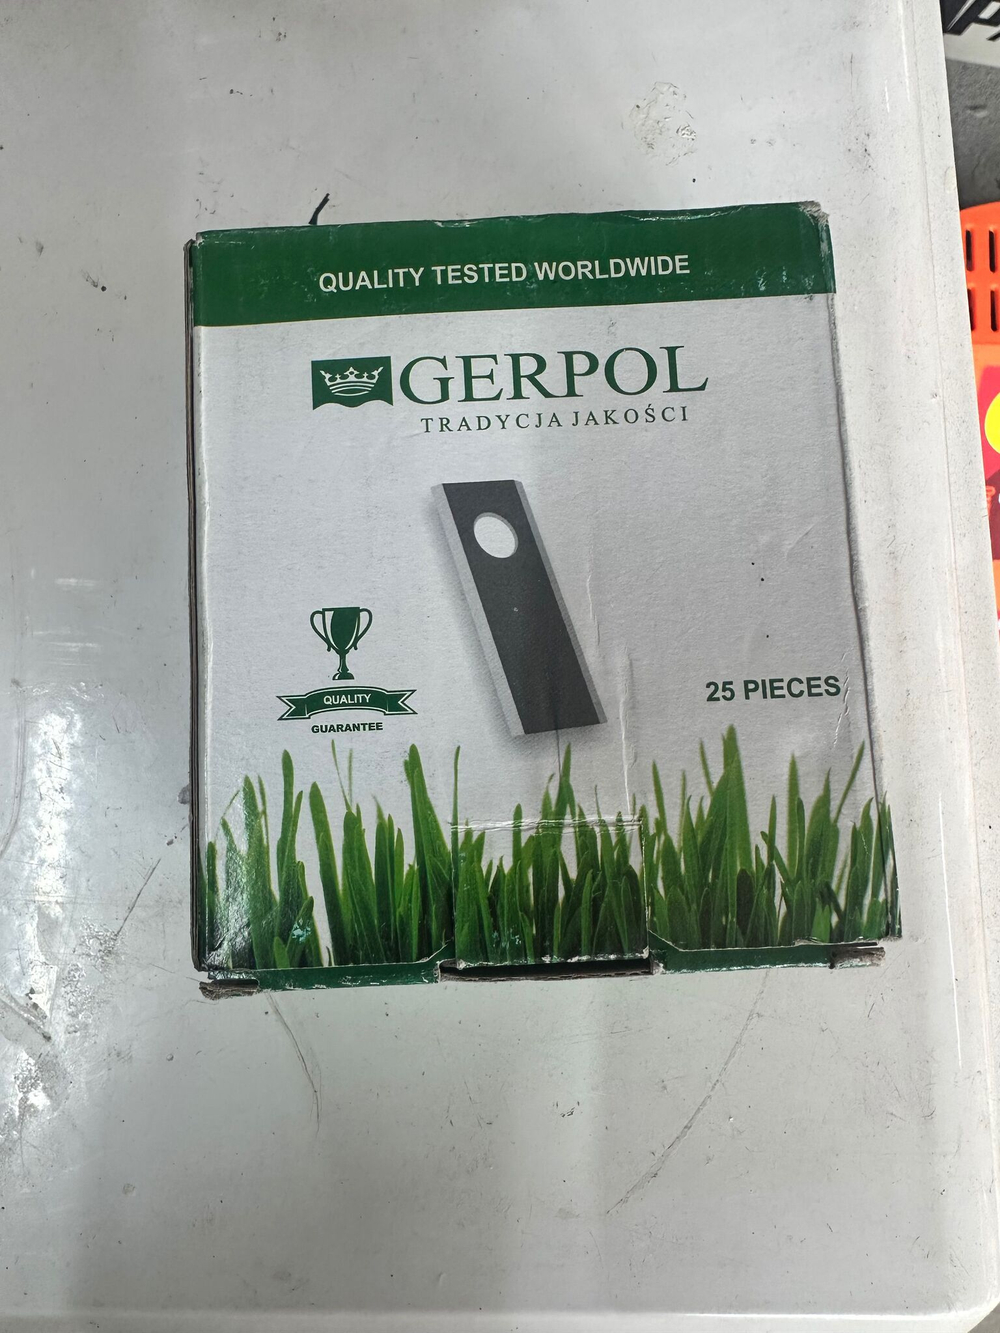 QUALITY TESTED WORLDWIDE
GERPOL
TRADYCJA JAKOŚCI
QUALITY
GUARANTEE
25 PIECES